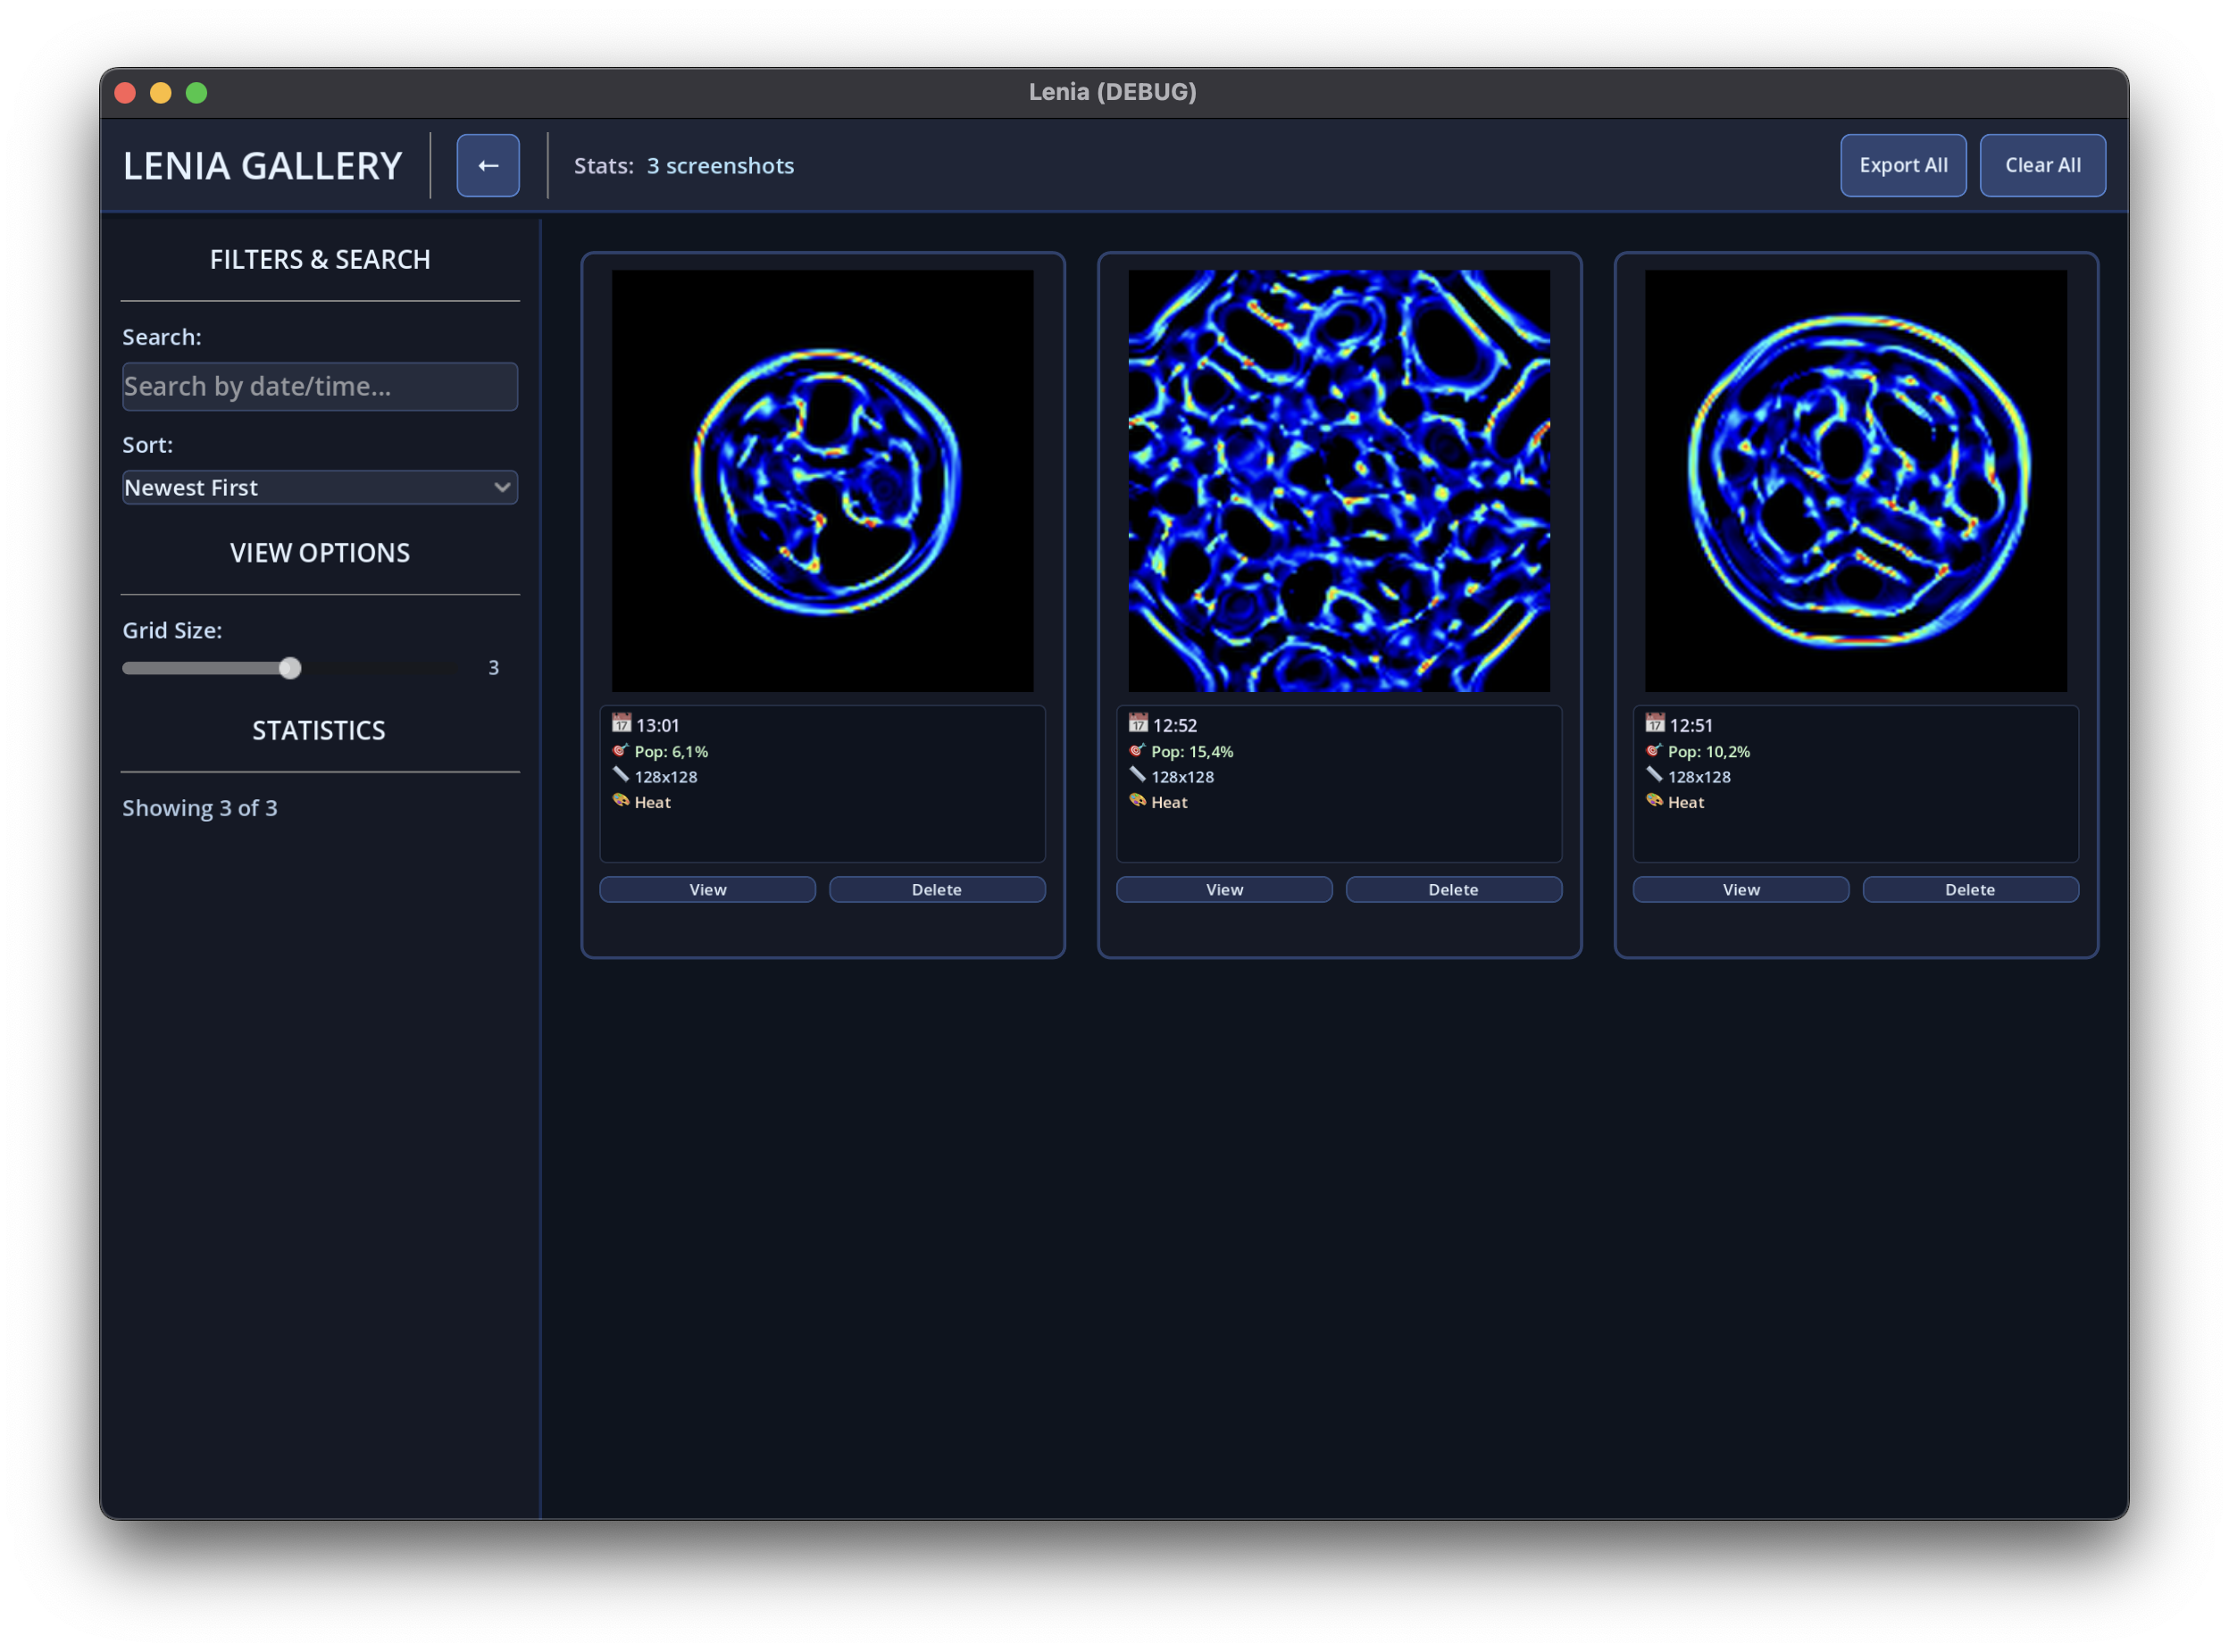 Lenia (DEBUG)
LENIA GALLERY
←
Stats: 3 screenshots
Export All
Clear All
FILTERS & SEARCH
Search:
Search by date/time...
Sort:
Newest First
VIEW OPTIONS
Grid Size:
3
STATISTICS
Showing 3 of 3
17 13:01
Pop: 6,1%
128x128
Heat
View
Delete
17 12:52
Pop: 15,4%
128x128
Heat
View
Delete
17 12:51
Pop: 10,2%
128x128
Heat
View
Delete